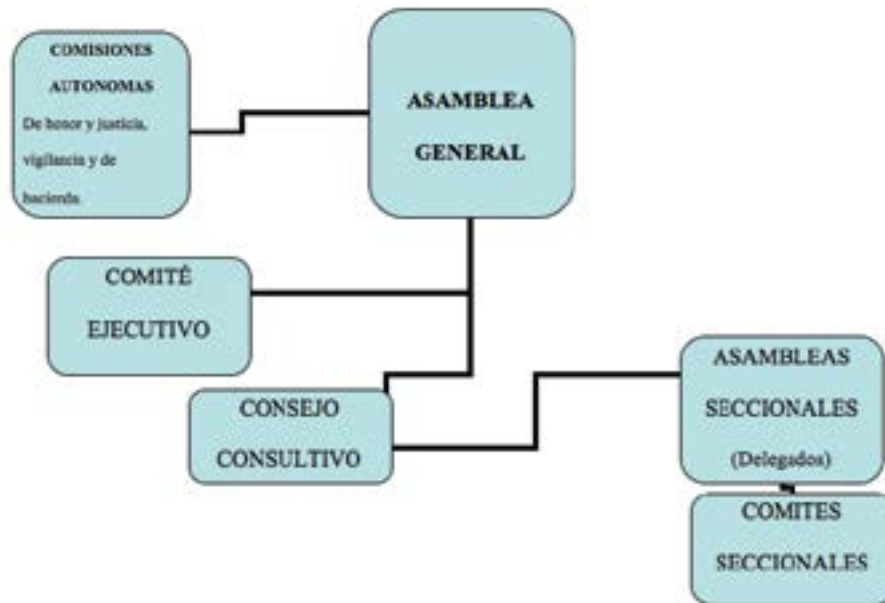 COMISIONES
AUTONOMAS
De honor y justicia,
vigilancia y de
hacienda.
ASAMBLEA
GENERAL
COMITÉ
EJECUTIVO
CONSEJO
CONSULTIVO
ASAMBLEAS
SECCIONALES
(Delegados)
COMITES
SECCIONALES